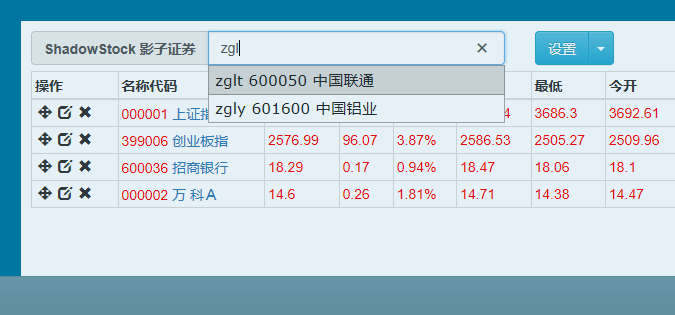 ShadowStock 影子证券 zgl 设置
zglt 600050 中国联通
zgly 601600 中国铝业
操作 名称代码 最低 今开
000001 上证指 4 3686.3 3692.61
399006 创业板指 2576.99 96.07 3.87% 2586.53 2505.27 2509.96
600036 招商银行 18.29 0.17 0.94% 18.47 18.06 18.1
000002 万 科Ａ 14.6 0.26 1.81% 14.71 14.38 14.47